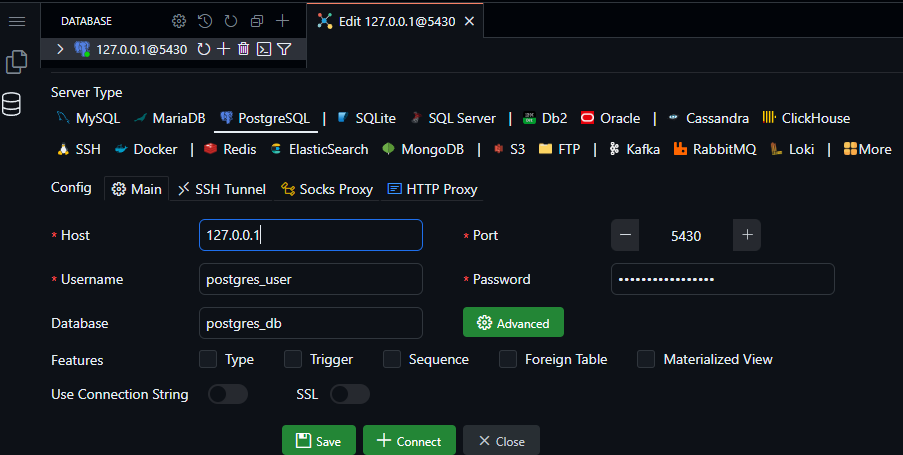 DATABASE
Edit 127.0.0.1@5430
127.0.0.1@5430
Server Type
MySQL MariaDB PostgreSQL | SQLite SQL Server | Db2 Oracle | Cassandra ClickHouse
SSH Docker | Redis ElasticSearch MongoDB | S3 FTP | Kafka RabbitMQ Loki | More
Config Main SSH Tunnel Socks Proxy HTTP Proxy
* Host 127.0.0.1 * Port 5430
* Username postgres_user * Password ••••••••••••••••
Database postgres_db Advanced
Features Type Trigger Sequence Foreign Table Materialized View
Use Connection String SSL
Save Connect Close